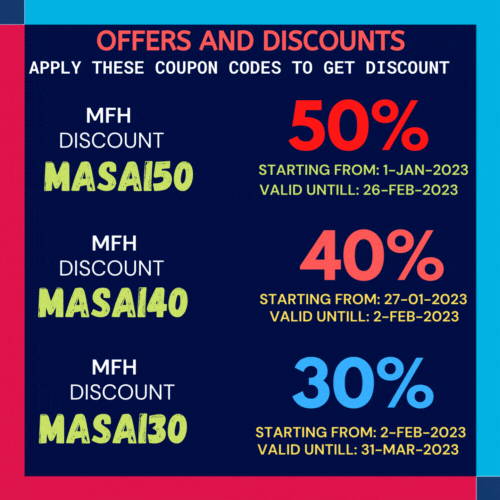 OFFERS AND DISCOUNTS
APPLY THESE COUPON CODES TO GET DISCOUNT
MFH
DISCOUNT
MASAI50
50%
STARTING FROM: 1-JAN-2023
VALID UNTILL: 26-FEB-2023
MFH
DISCOUNT
MASAI40
40%
STARTING FROM: 27-01-2023
VALID UNTILL: 2-FEB-2023
MFH
DISCOUNT
MASAI30
30%
STARTING FROM: 2-FEB-2023
VALID UNTILL: 31-MAR-2023